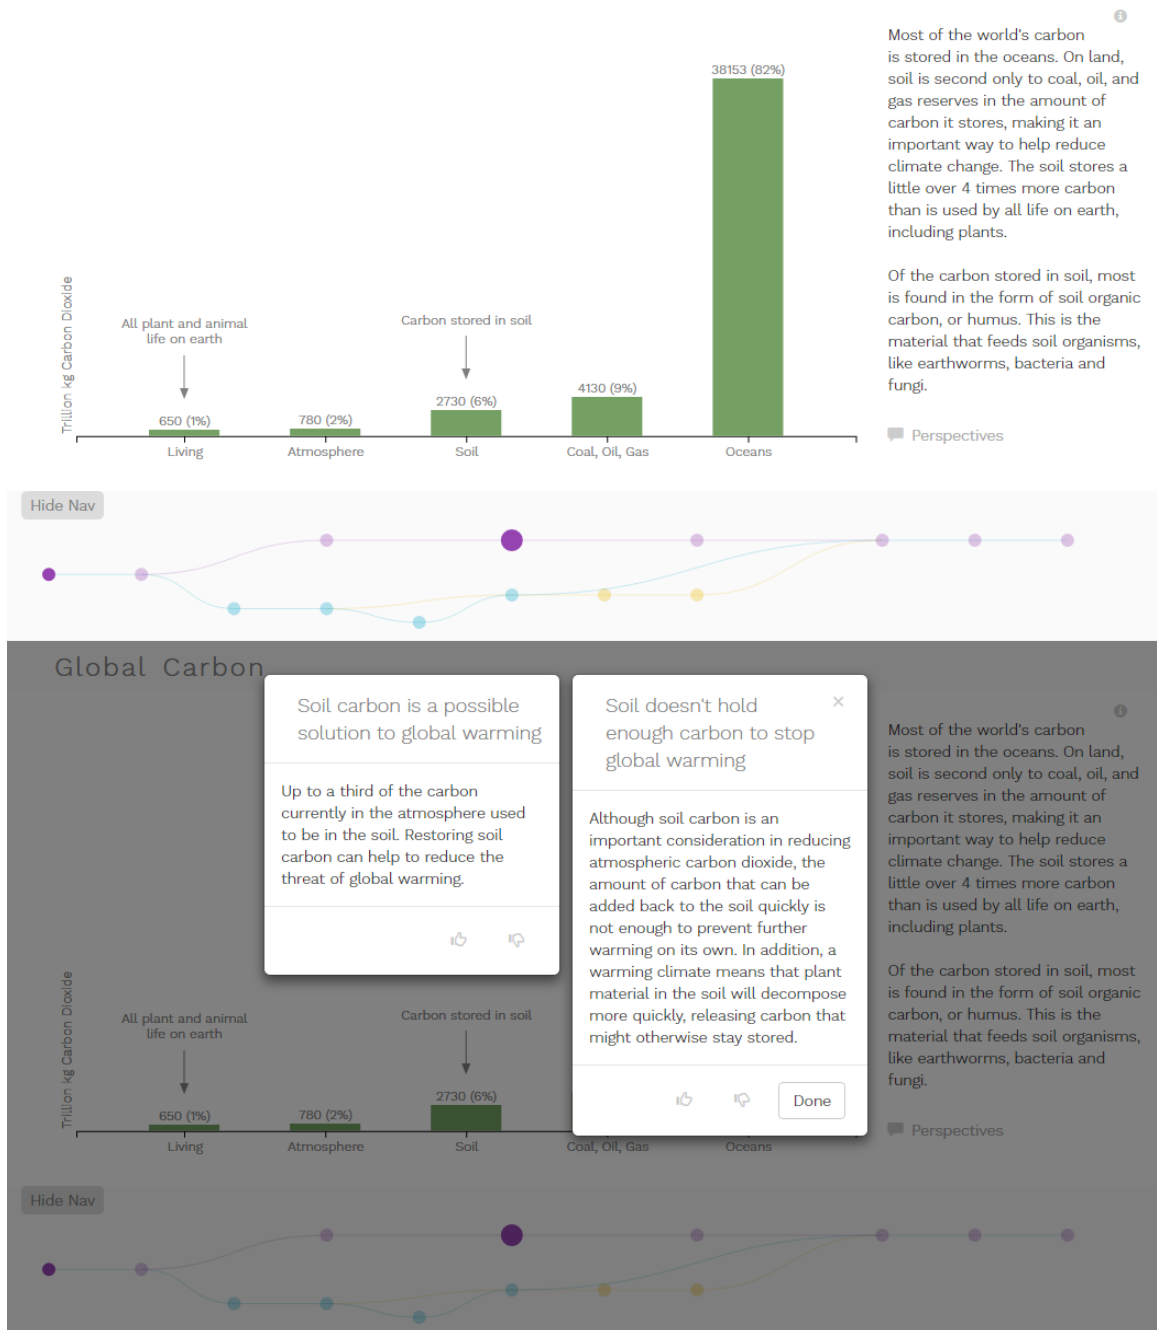 Most of the world's carbon
is stored in the oceans. On land,
soil is second only to coal, oil, and
gas reserves in the amount of
carbon it stores, making it an
important way to help reduce
climate change. The soil stores a
little over 4 times more carbon
than is used by all life on earth,
including plants.
Of the carbon stored in soil, most
is found in the form of soil organic
carbon, or humus. This is the
material that feeds soil organisms,
like earthworms, bacteria and
fungi.
Perspectives
Trillion kg Carbon Dioxide
38153 (82%)
All plant and animal
life on earth
Carbon stored in soil
650 (1%)
780 (2%)
2730 (6%)
4130 (9%)
Living
Atmosphere
Soil
Coal, Oil, Gas
Oceans
Hide Nav
Global Carbon
Soil carbon is a possible
solution to global warming
Up to a third of the carbon
currently in the atmosphere used
to be in the soil. Restoring soil
carbon can help to reduce the
threat of global warming.
Soil doesn't hold
enough carbon to stop
global warming
Although soil carbon is an
important consideration in reducing
atmospheric carbon dioxide, the
amount of carbon that can be
added back to the soil quickly is
not enough to prevent further
warming on its own. In addition, a
warming climate means that plant
material in the soil will decompose
more quickly, releasing carbon that
might otherwise stay stored.
Done
Most of the world's carbon
is stored in the oceans. On land,
soil is second only to coal, oil, and
gas reserves in the amount of
carbon it stores, making it an
important way to help reduce
climate change. The soil stores a
little over 4 times more carbon
than is used by all life on earth,
including plants.
Of the carbon stored in soil, most
is found in the form of soil organic
carbon, or humus. This is the
material that feeds soil organisms,
like earthworms, bacteria and
fungi.
Perspectives
Trillion kg Carbon Dioxide
All plant and animal
life on earth
Carbon stored in soil
650 (1%)
780 (2%)
2730 (6%)
Living
Atmosphere
Soil
Coal, Oil, Gas
Oceans
Hide Nav